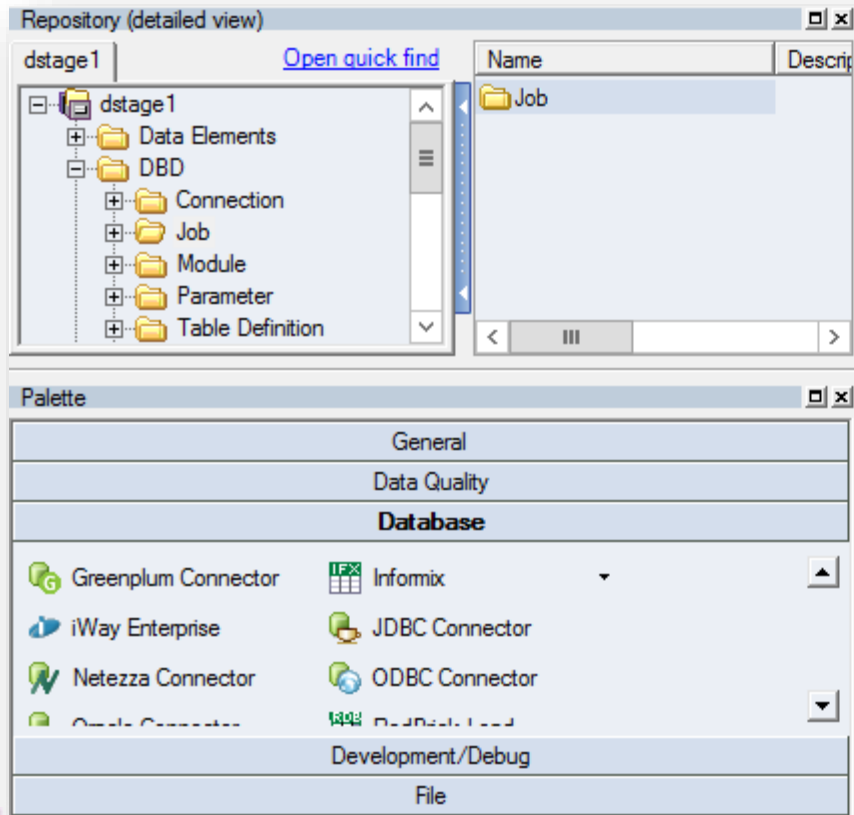 Repository (detailed view)
dstage1
Open quick find
Name
Descrip
dstage1
Job
Data Elements
DBD
Connection
Job
Module
Parameter
Table Definition
Palette
General
Data Quality
Database
Greenplum Connector
Informix
iWay Enterprise
JDBC Connector
Netezza Connector
ODBC Connector
Development/Debug
File